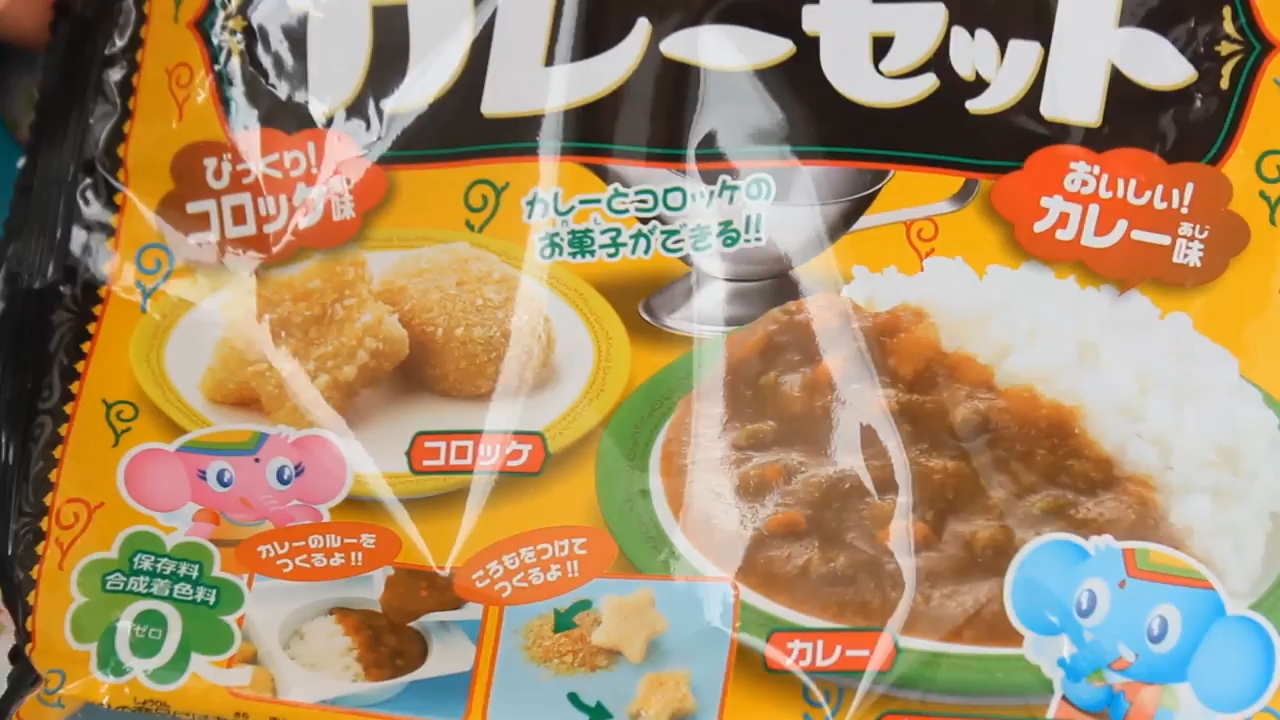 カレーセット
びっくり!
コロッケ味
カレーとコロッケの
お菓子ができる!!
おいしい!
カレー味
あじ
コロッケ
カレー
カレーのルーを
つくるよ!!
ころもをつけて
つくるよ!!
保存料
合成着色料
ゼロ
0